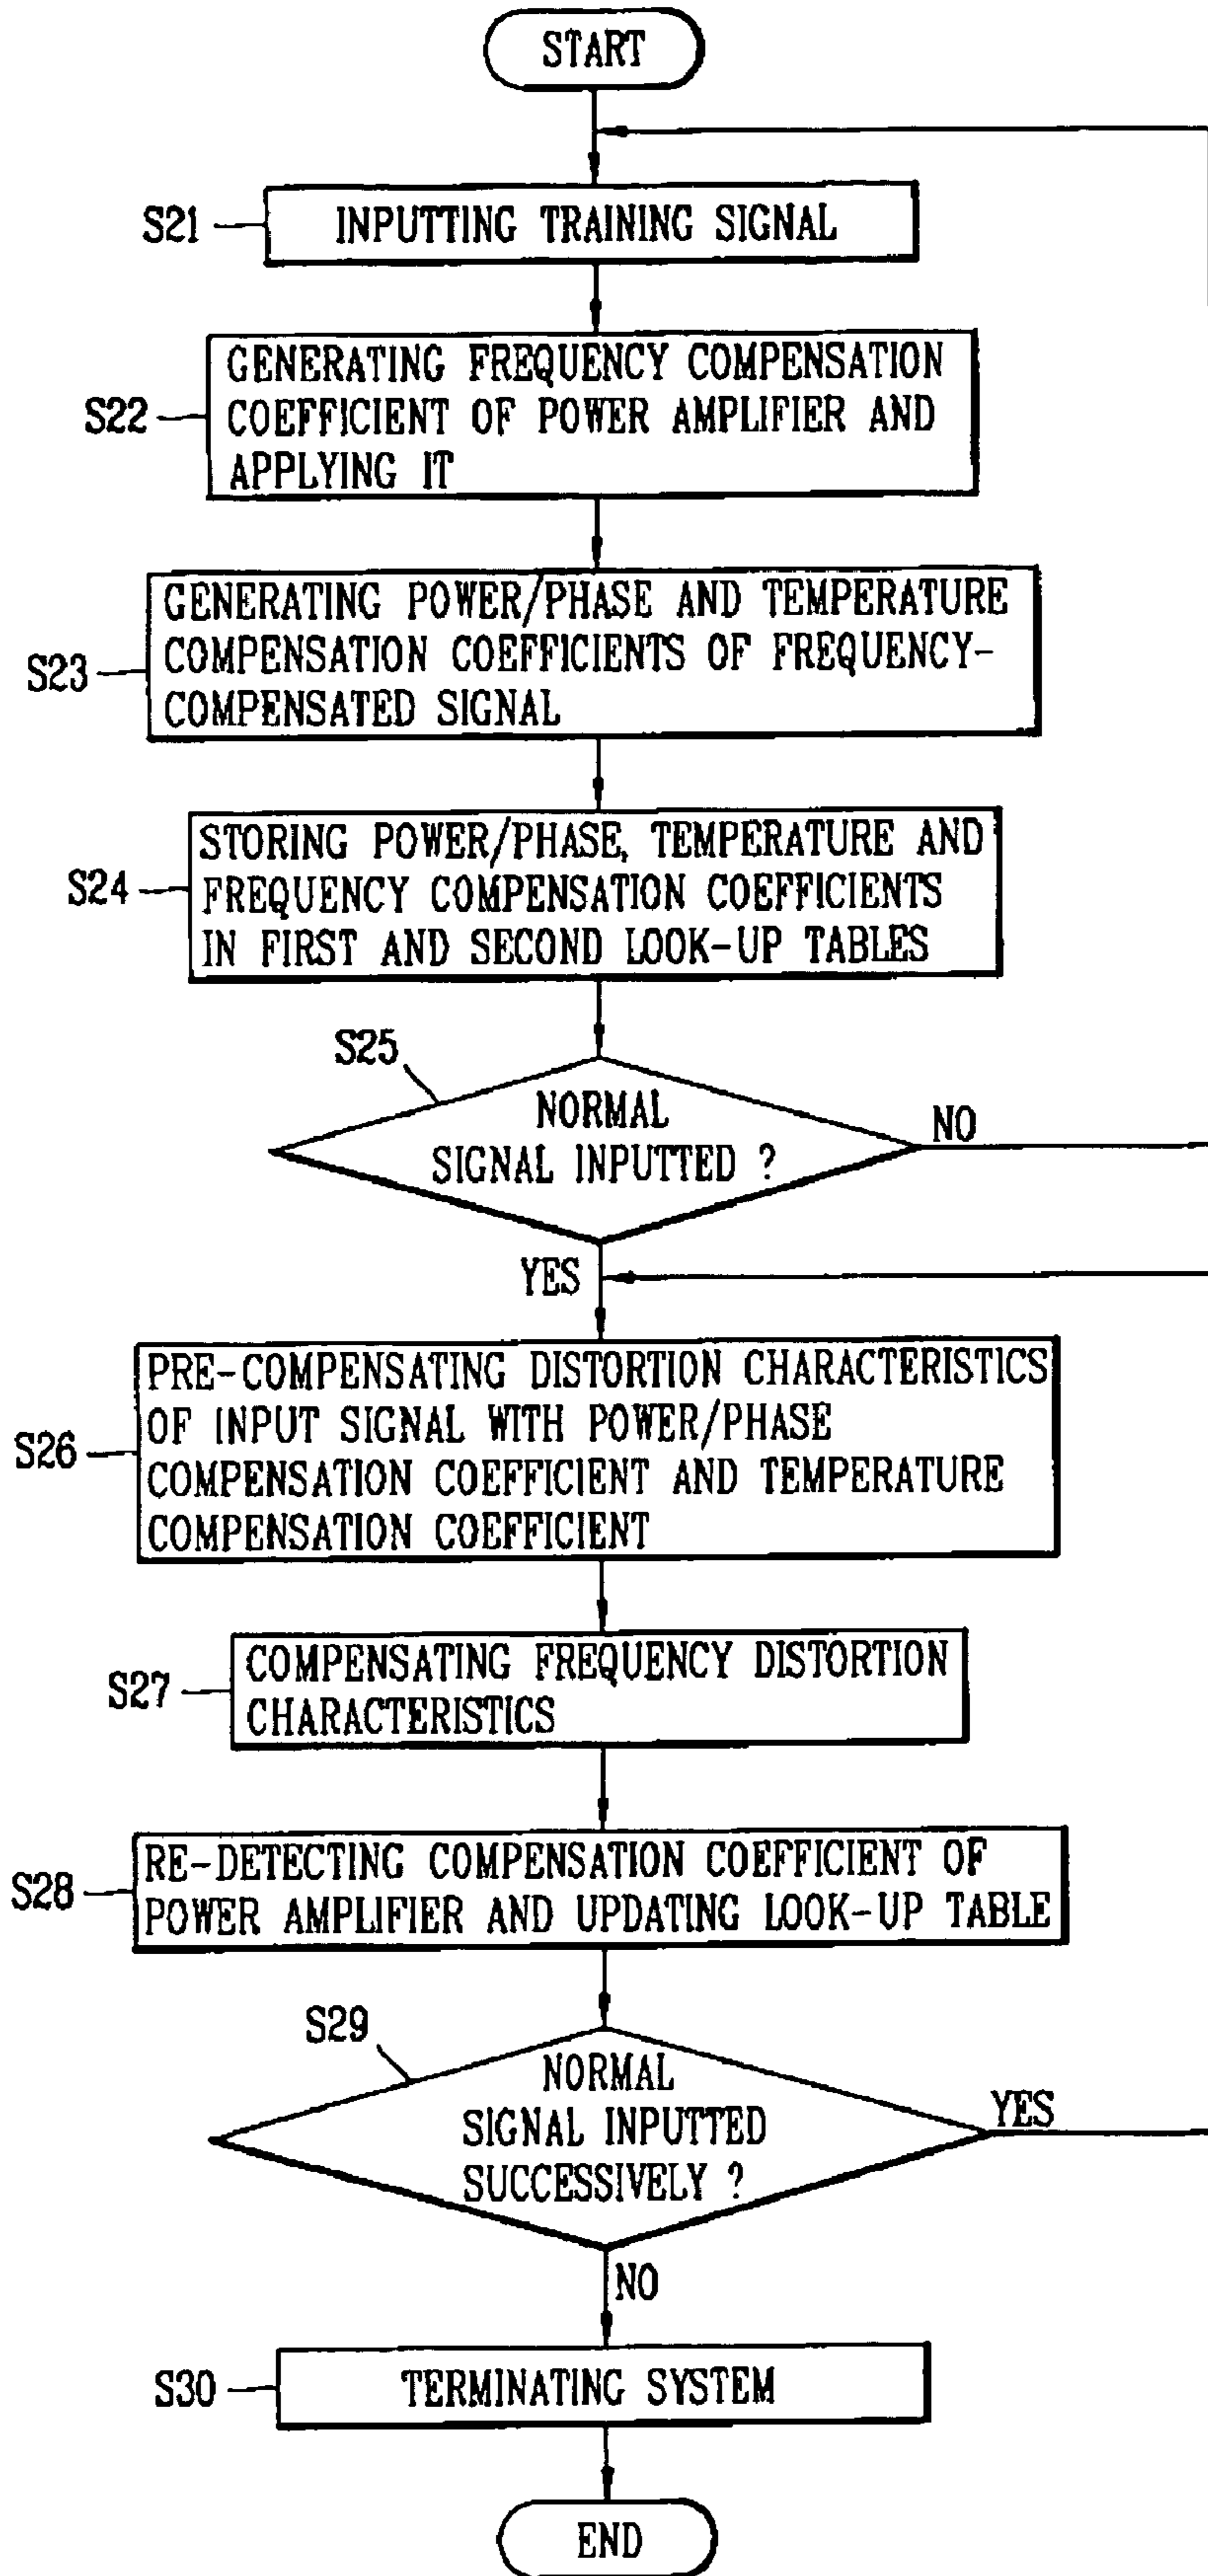 START
S21
INPUTTING TRAINING SIGNAL
S22
GENERATING FREQUENCY COMPENSATION
COEFFICIENT OF POWER AMPLIFIER AND
APPLYING IT
S23
GENERATING POWER/PHASE AND TEMPERATURE
COMPENSATION COEFFICIENTS OF FREQUENCY-
COMPENSATED SIGNAL
S24
STORING POWER/PHASE, TEMPERATURE AND
FREQUENCY COMPENSATION COEFFICIENTS
IN FIRST AND SECOND LOOK-UP TABLES
S25
NORMAL
SIGNAL INPUTTED ?
NO
YES
S26
PRE-COMPENSATING DISTORTION CHARACTERISTICS
OF INPUT SIGNAL WITH POWER/PHASE
COMPENSATION COEFFICIENT AND TEMPERATURE
COMPENSATION COEFFICIENT
S27
COMPENSATING FREQUENCY DISTORTION
CHARACTERISTICS
S28
RE-DETECTING COMPENSATION COEFFICIENT OF
POWER AMPLIFIER AND UPDATING LOOK-UP TABLE
S29
NORMAL
SIGNAL INPUTTED
SUCCESSIVELY ?
YES
NO
S30
TERMINATING SYSTEM
END